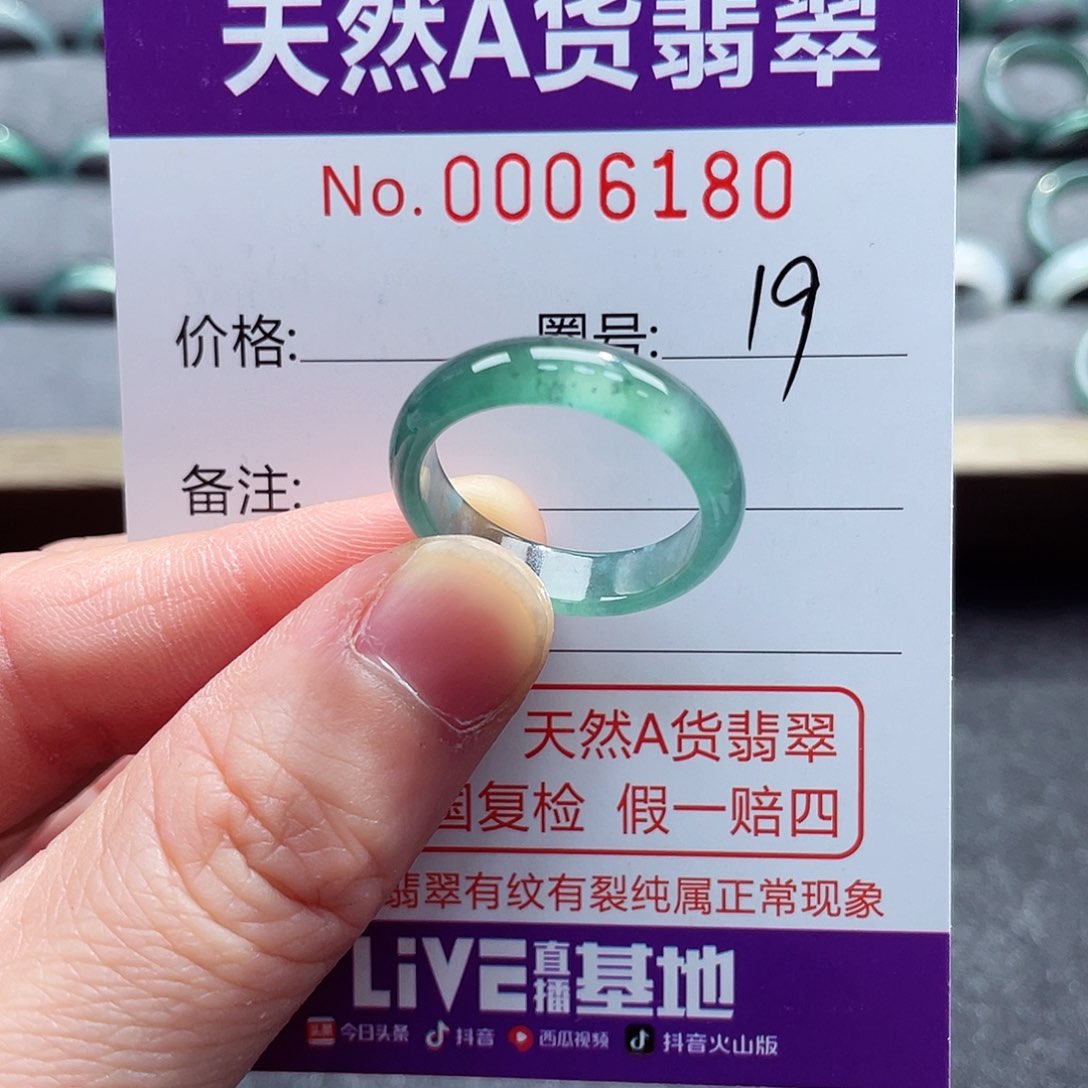 天然A货翡翠
No. 0006180
价格: 圈号: 19
备注:
天然A货翡翠
国复检 假一赔四
翡翠有纹有裂纯属正常现象
LiVE直播基地
头条 今日头条 抖音 西瓜视频 抖音火山版